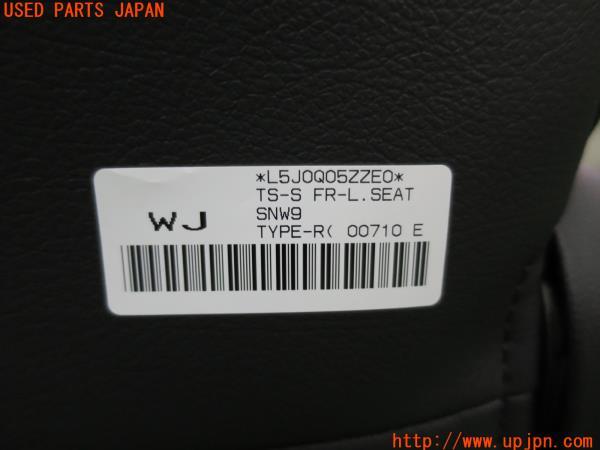 USED PARTS JAPAN
*L5J0Q05ZZE0*
TS-S FR-L.SEAT
WJ
SNW9
TYPE-R( 00710 E
http://www.upjpn.com